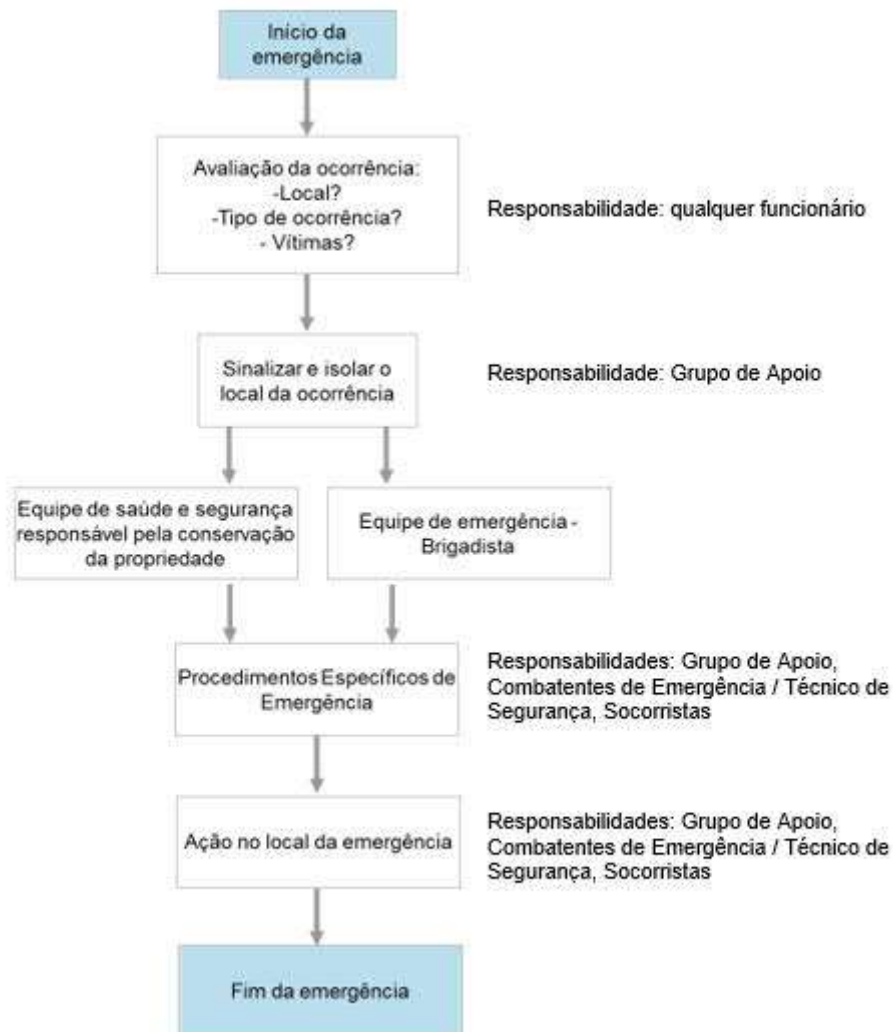 Início da
emergência
Avaliação da ocorrência:
-Local?
-Tipo de ocorrência?
- Vítimas?
Responsabilidade: qualquer funcionário
Sinalizar e isolar o
local da ocorrência
Responsabilidade: Grupo de Apoio
Equipe de saúde e segurança
responsável pela conservação
da propriedade
Equipe de emergência -
Brigadista
Procedimentos Específicos de
Emergência
Responsabilidades: Grupo de Apoio,
Combatentes de Emergência / Técnico de
Segurança, Socorristas
Ação no local da emergência
Responsabilidades: Grupo de Apoio,
Combatentes de Emergência / Técnico de
Segurança, Socorristas
Fim da emergência